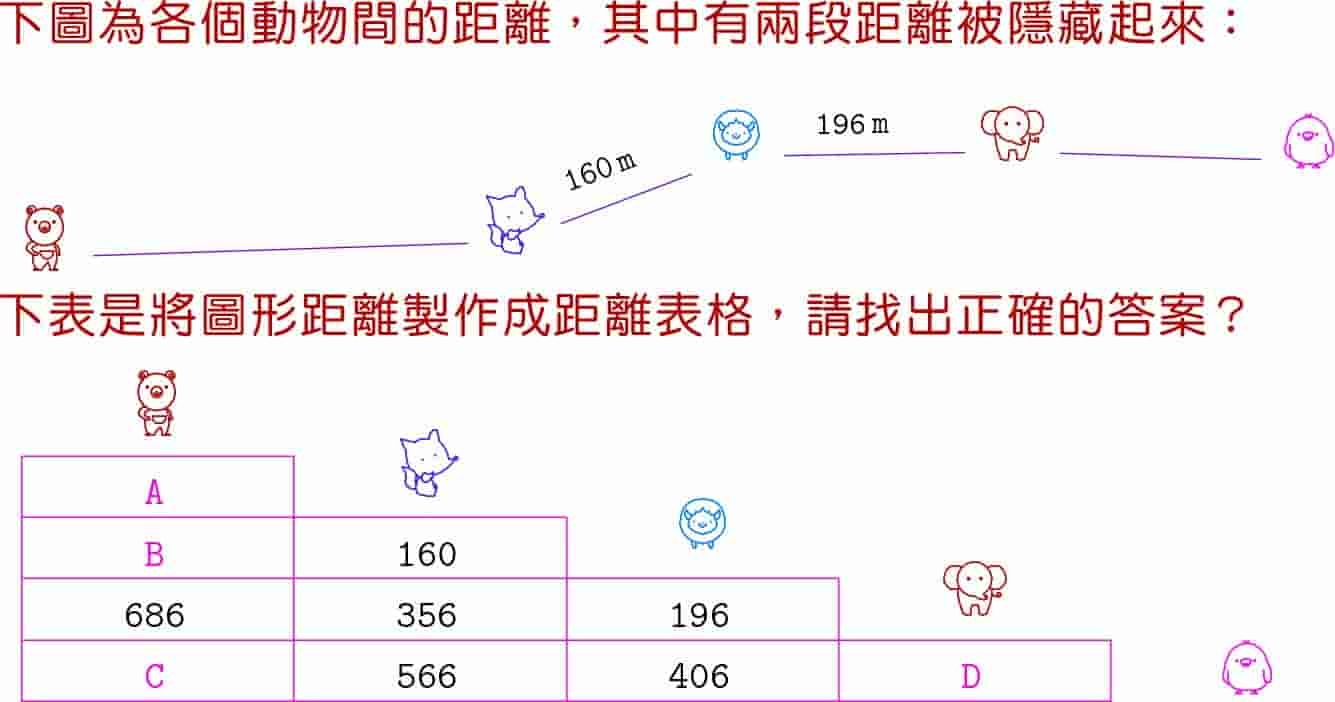 下圖為各個動物間的距離，其中有兩段距離被隱藏起來：
196 m
160 m
下表是將圖形距離製作成距離表格，請找出正確的答案？
A
B 160
686 356 196
C 566 406 D